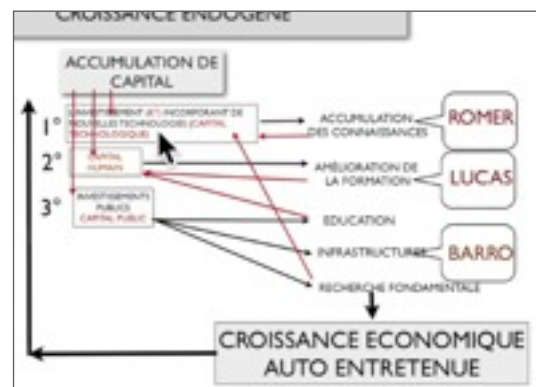 CROISSANCE ENDOGENE
ACCUMULATION DE
CAPITAL
1°
INVESTISSEMENT (K°) INCORPORANT DE
NOUVELLES TECHNOLOGIES (CAPITAL
TECHNOLOGIQUE)
ACCUMULATION
DES CONNAISSANCES
ROMER
2°
CAPITAL
HUMAIN
AMÉLIORATION DE
LA FORMATION
LUCAS
3°
INVESTISSEMENTS
PUBLICS
CAPITAL PUBLIC
EDUCATION
INFRASTRUCTURES
BARRO
RECHERCHE FONDAMENTALE
CROISSANCE ECONOMIQUE
AUTO ENTRETENUE